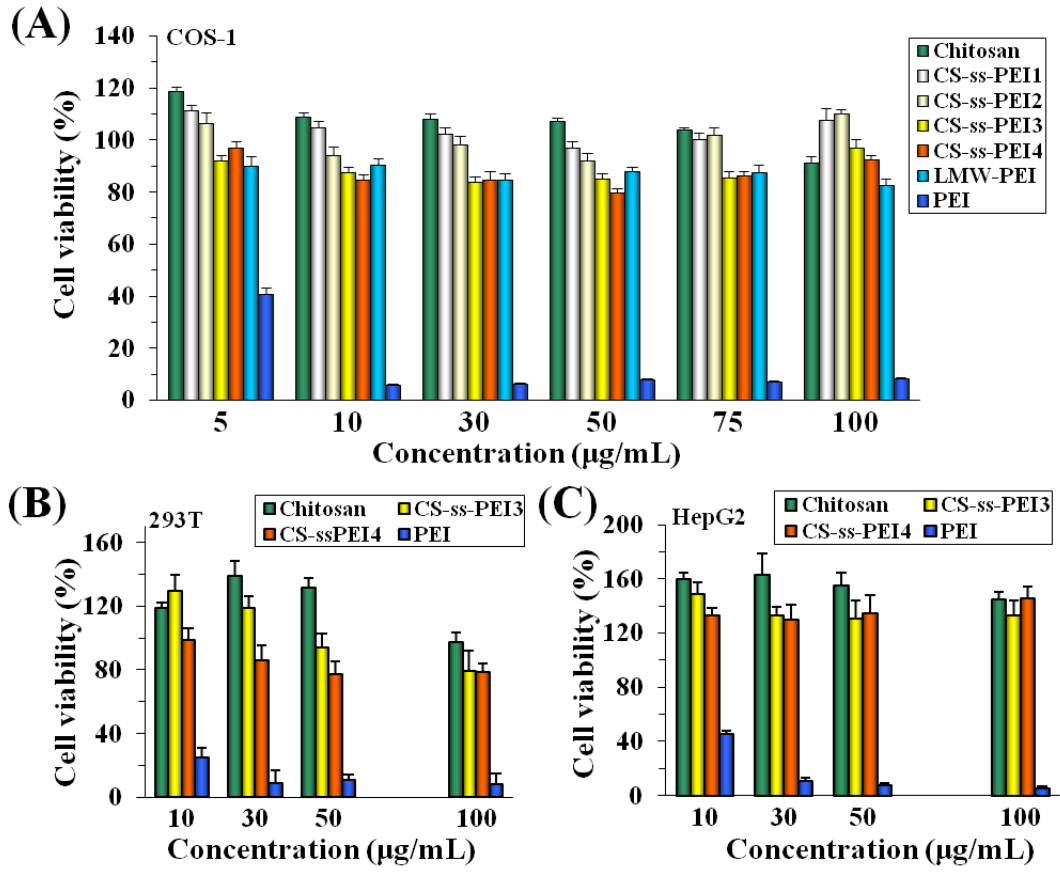 (A)
COS-1
Cell viability (%)
140
120
100
80
60
40
20
0
5 10 30 50 75 100
Concentration (µg/mL)
Chitosan
CS-ss-PEI1
CS-ss-PEI2
CS-ss-PEI3
CS-ss-PEI4
LMW-PEI
PEI
(B)
293T
Chitosan CS-ss-PEI3
CS-ssPEI4 PEI
Cell viability (%)
160
120
80
40
0
10 30 50 100
Concentration (µg/mL)
(C)
HepG2
Chitosan CS-ss-PEI3
CS-ss-PEI4 PEI
Cell viability (%)
200
160
120
80
40
0
10 30 50 100
Concentration (µg/mL)